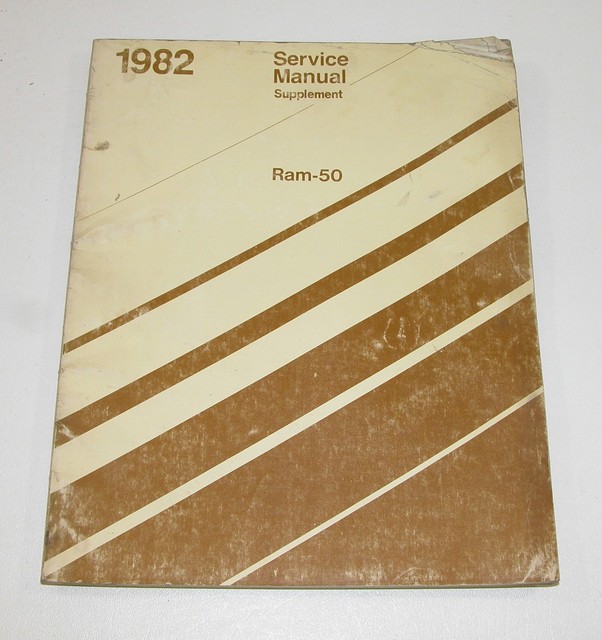 1982
Service
Manual
Supplement
Ram-50